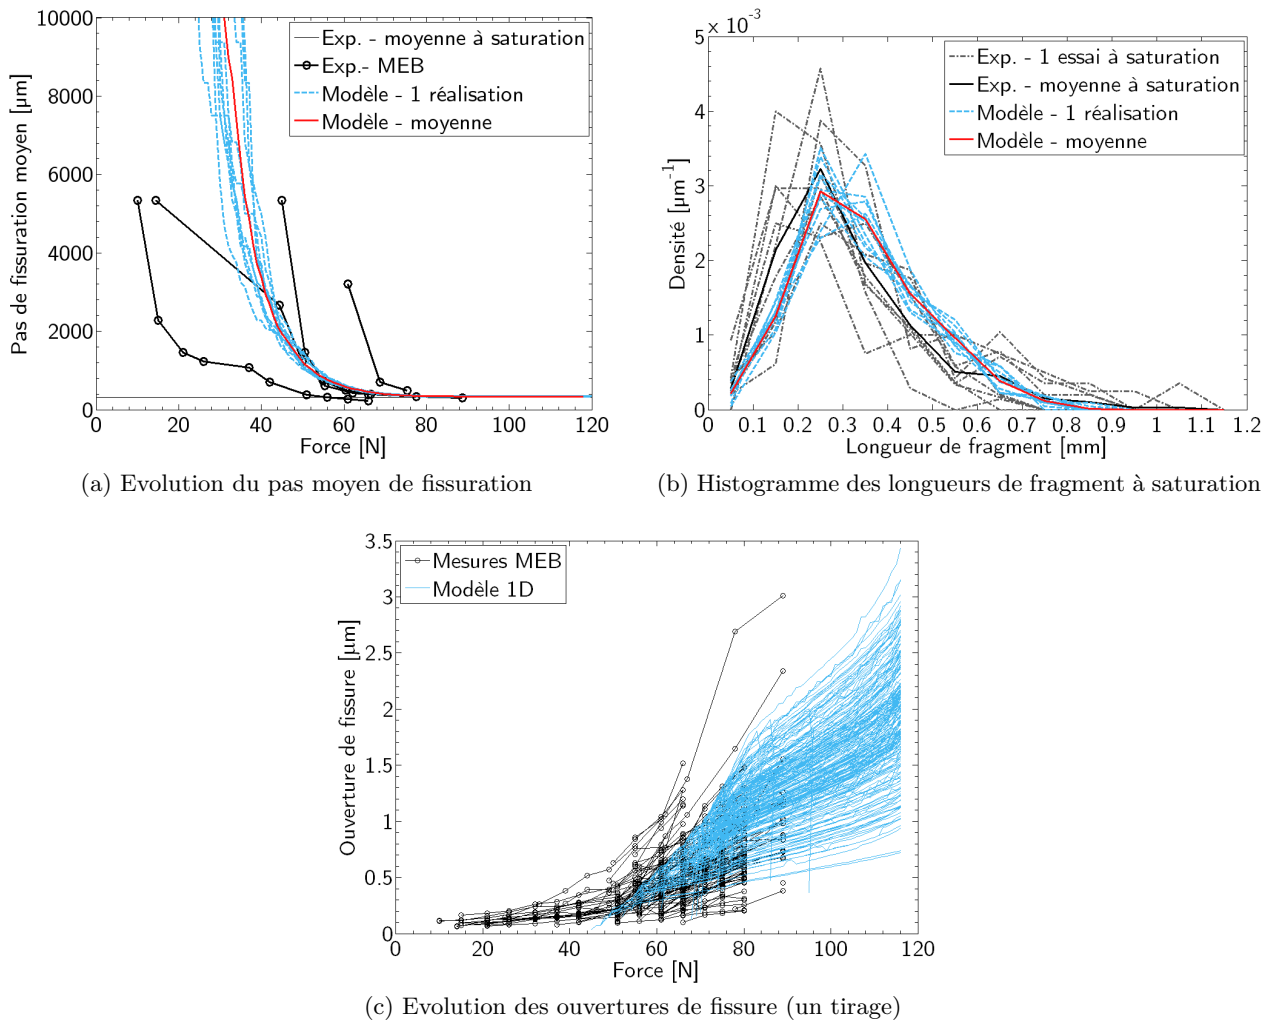 10000
8000
6000
4000
2000
0
Pas de fissuration moyen [µm]
Exp. - moyenne à saturation
Exp.- MEB
Modèle - 1 réalisation
Modèle - moyenne
0 20 40 60 80 100 120
Force [N]
(a) Evolution du pas moyen de fissuration
5 × 10⁻³
4
3
2
1
0
Densité [µm⁻¹]
Exp. - 1 essai à saturation
Exp. - moyenne à saturation
Modèle - 1 réalisation
Modèle - moyenne
0 0.1 0.2 0.3 0.4 0.5 0.6 0.7 0.8 0.9 1 1.1 1.2
Longueur de fragment [mm]
(b) Histogramme des longueurs de fragment à saturation
3.5
3
2.5
2
1.5
1
0.5
0
Ouverture de fissure [µm]
Mesures MEB
Modèle 1D
0 20 40 60 80 100 120
Force [N]
(c) Evolution des ouvertures de fissure (un tirage)